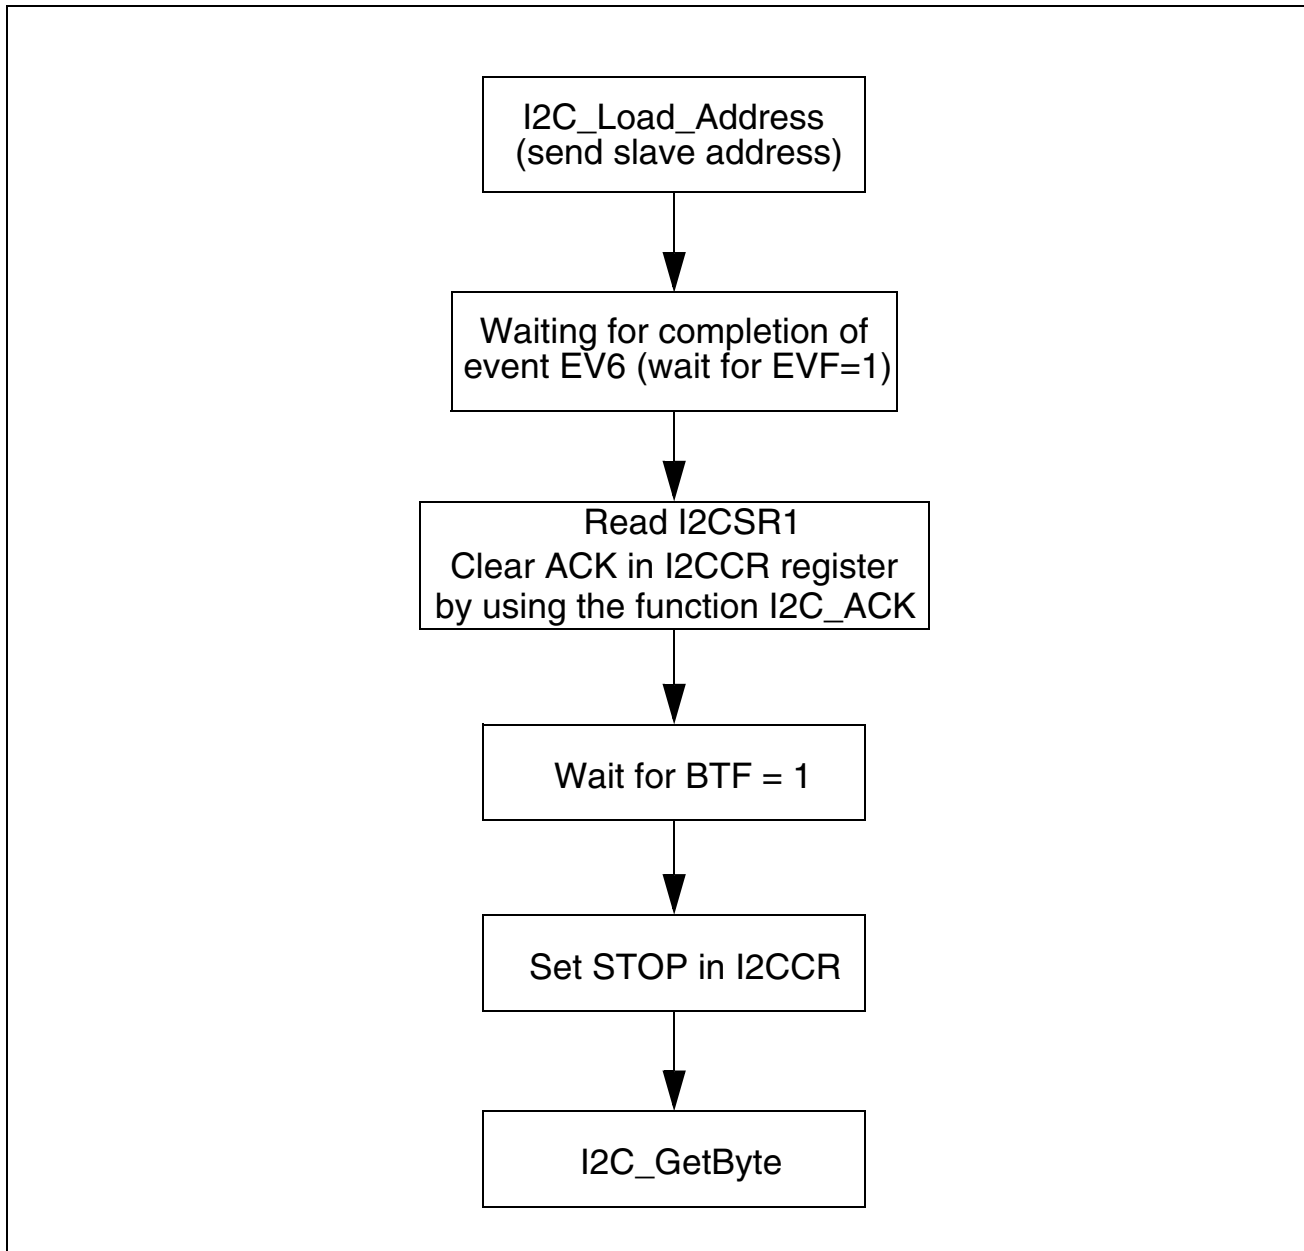 I2C_Load_Address
(send slave address)
Waiting for completion of
event EV6 (wait for EVF=1)
Read I2CSR1
Clear ACK in I2CCR register
by using the function I2C_ACK
Wait for BTF = 1
Set STOP in I2CCR
I2C_GetByte